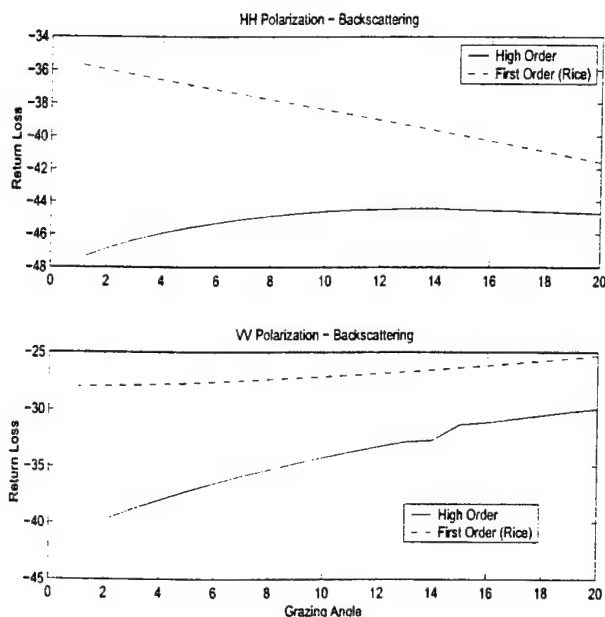 HH Polarization – Backscattering
−34
−36
−38
−40
−42
−44
−46
−48
Return Loss
High Order
First Order (Rice)
0 2 4 6 8 10 12 14 16 18 20
VV Polarization – Backscattering
−25
−30
−35
−40
−45
Return Loss
High Order
First Order (Rice)
0 2 4 6 8 10 12 14 16 18 20
Grazing Angle